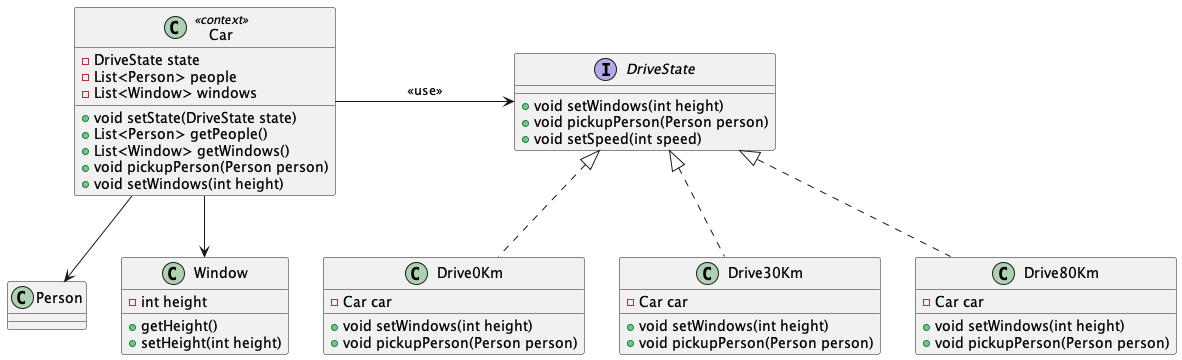 C «context»
Car
DriveState state
List<Person> people
List<Window> windows
void setState(DriveState state)
List<Person> getPeople()
List<Window> getWindows()
void pickupPerson(Person person)
void setWindows(int height)
«use»
I DriveState
void setWindows(int height)
void pickupPerson(Person person)
void setSpeed(int speed)
C Person
C Window
int height
getHeight()
setHeight(int height)
C Drive0Km
Car car
void setWindows(int height)
void pickupPerson(Person person)
C Drive30Km
Car car
void setWindows(int height)
void pickupPerson(Person person)
C Drive80Km
Car car
void setWindows(int height)
void pickupPerson(Person person)